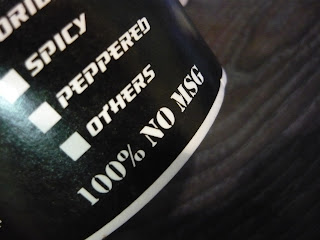 SPICY
PEPPERED
OTHERS
100% NO MSG